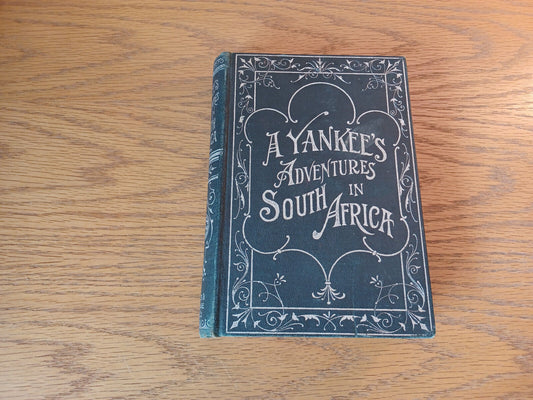 A YANKEE'S
ADVENTURES
IN
SOUTH
AFRICA